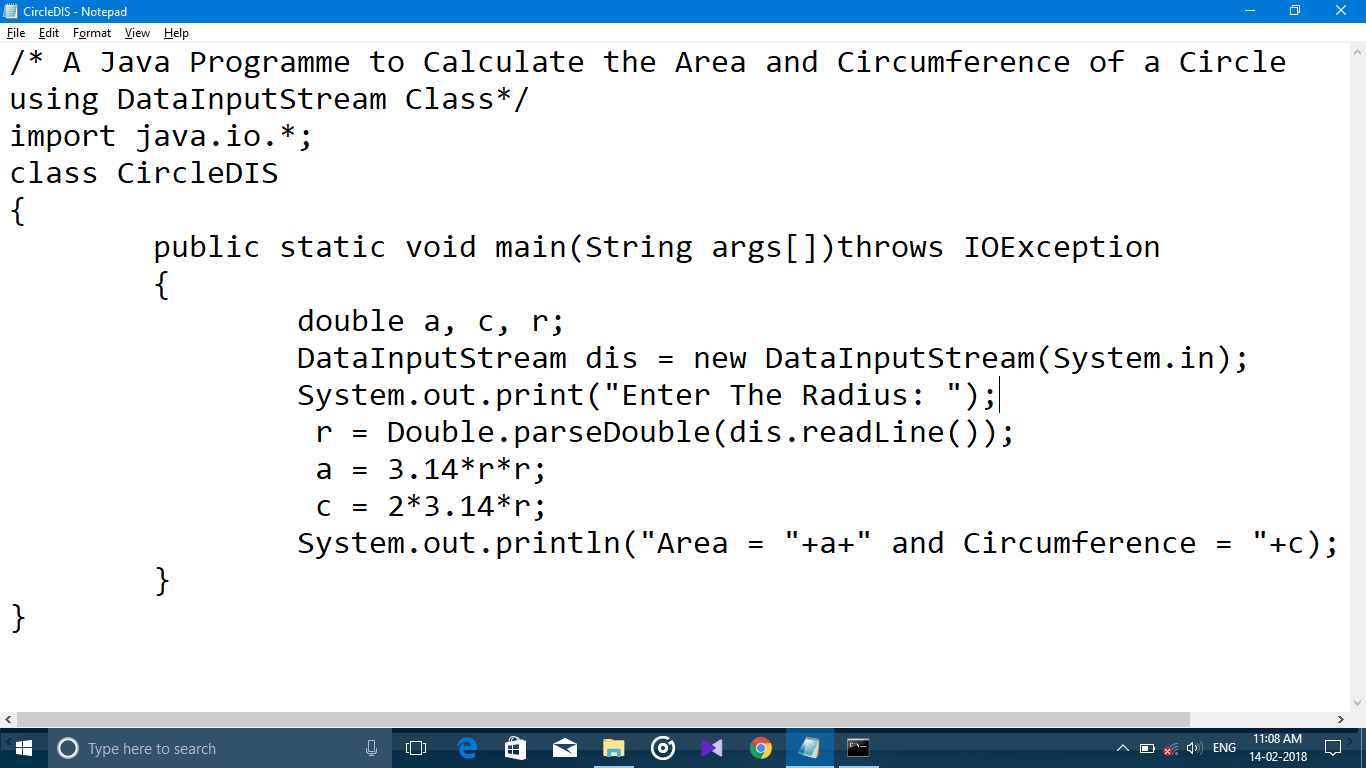 CircleDIS - Notepad
File Edit Format View Help
/* A Java Programme to Calculate the Area and Circumference of a Circle
using DataInputStream Class*/
import java.io.*;
class CircleDIS
{
public static void main(String args[])throws IOException
{
double a, c, r;
DataInputStream dis = new DataInputStream(System.in);
System.out.print("Enter The Radius: ");
r = Double.parseDouble(dis.readLine());
a = 3.14*r*r;
c = 2*3.14*r;
System.out.println("Area = "+a+" and Circumference = "+c);
}
}
Type here to search
ENG
11:08 AM
14-02-2018